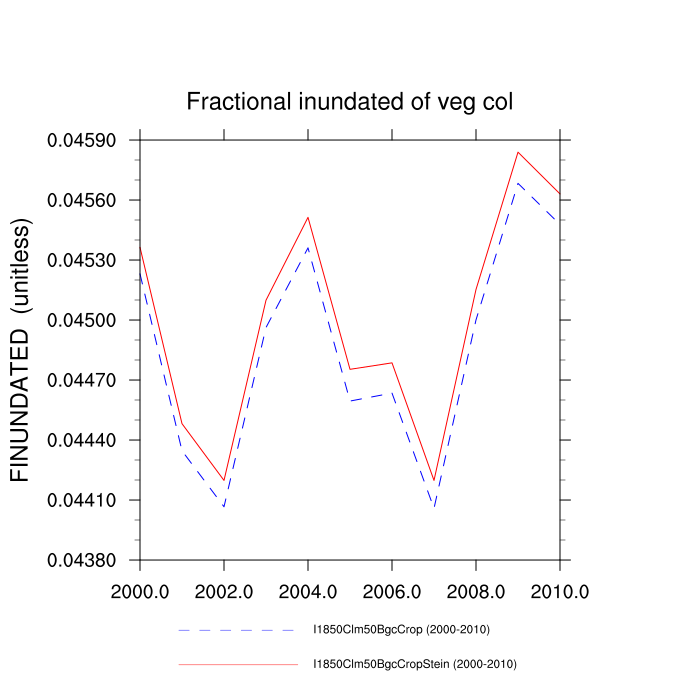 Fractional inundated of veg col
FINUNDATED (unitless)
0.04590
0.04560
0.04530
0.04500
0.04470
0.04440
0.04410
0.04380
2000.0 2002.0 2004.0 2006.0 2008.0 2010.0
I1850Clm50BgcCrop (2000-2010)
I1850Clm50BgcCropStein (2000-2010)